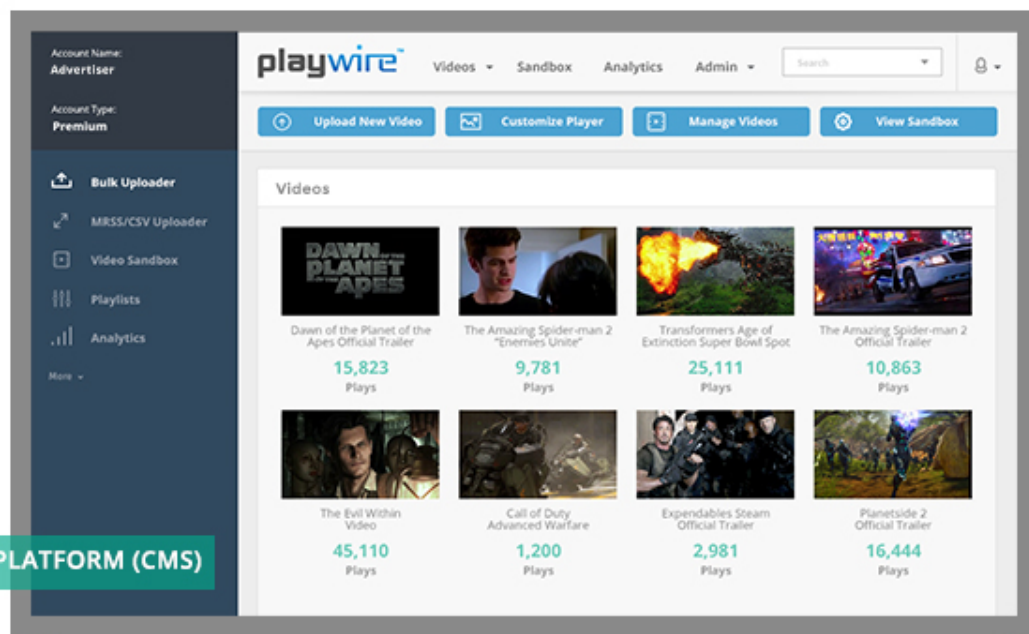 Account Name:
Advertiser
Account Type:
Premium
playwire™
Videos
Sandbox
Analytics
Admin
Search
Upload New Video
Customize Player
Manage Videos
View Sandbox
Bulk Uploader
MRSS/CSV Uploader
Video Sandbox
Playlists
Analytics
More
Videos
DAWN OF THE
PLANET
OF THE APES
Dawn of the Planet of the
Apes Official Trailer
15,823
Plays
The Amazing Spider-man 2
"Enemies Unite"
9,781
Plays
Transformers Age of
Extinction Super Bowl Spot
25,111
Plays
The Amazing Spider-man 2
Official Trailer
10,863
Plays
The Evil Within
Video
45,110
Plays
Call of Duty
Advanced Warfare
1,200
Plays
Expendables Steam
Official Trailer
2,981
Plays
Planetside 2
Official Trailer
16,444
Plays
PLATFORM (CMS)